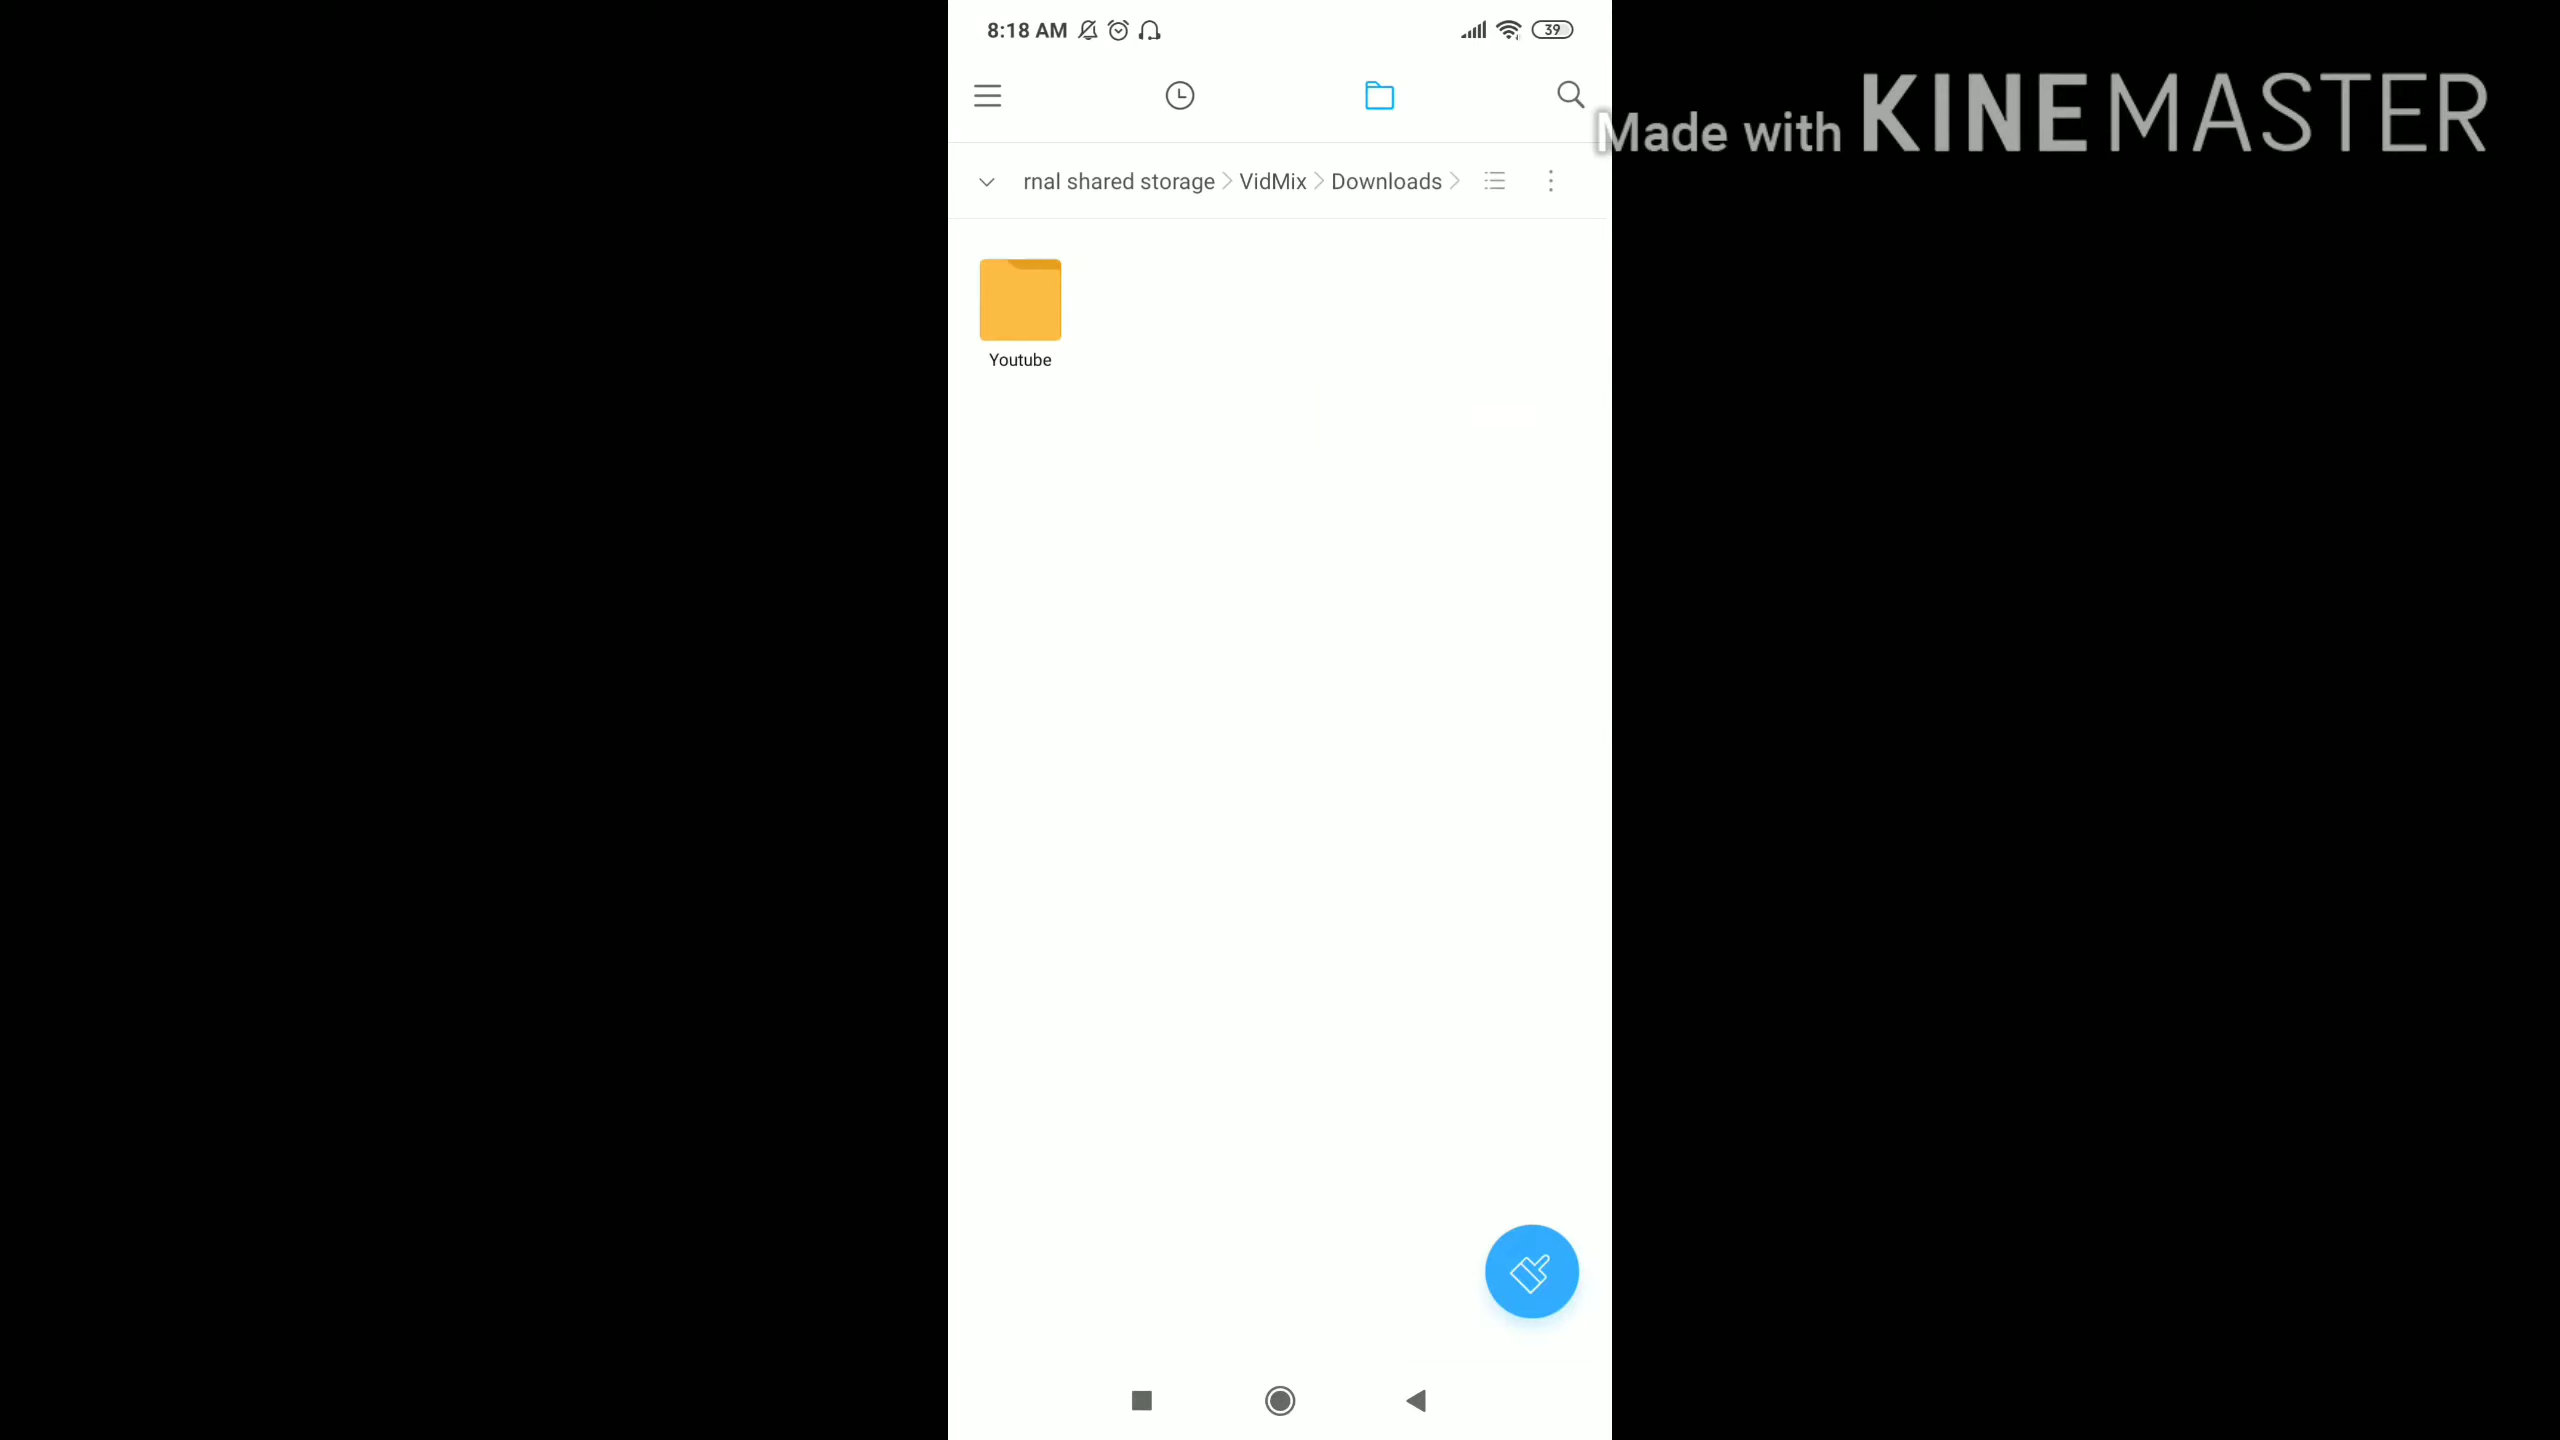 8:18 AM
39
Made with KINEMASTER
rnal shared storage VidMix Downloads
Youtube